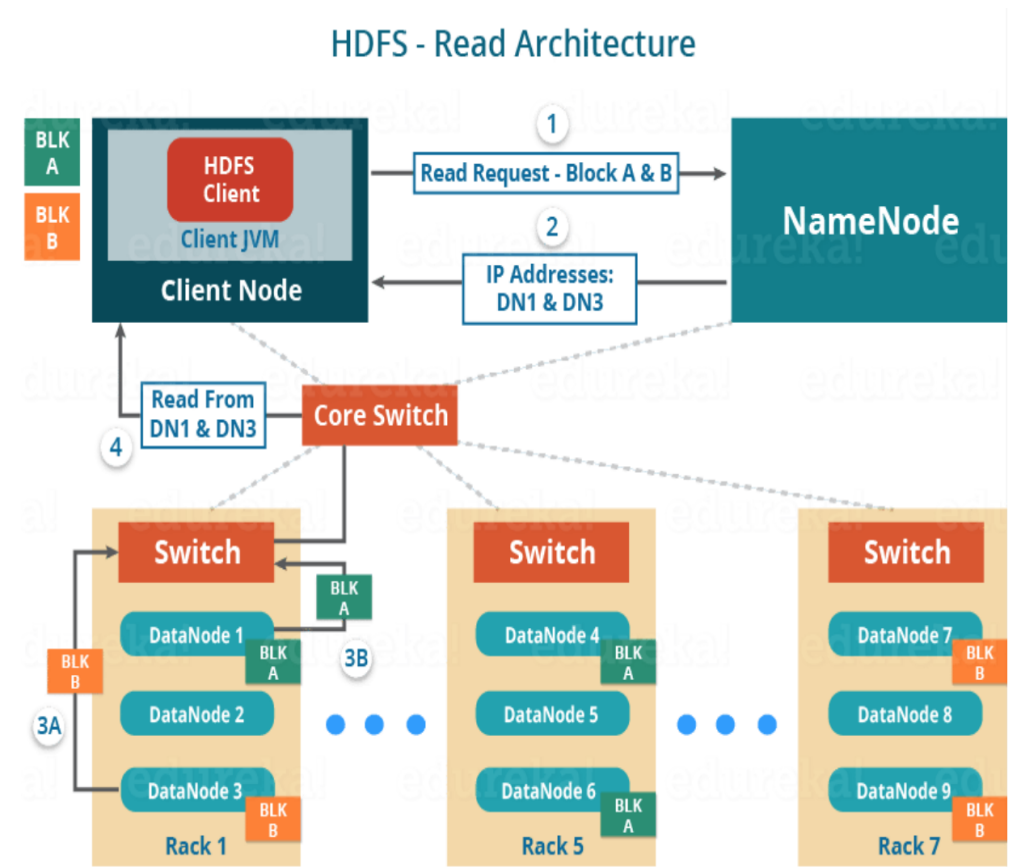 HDFS - Read Architecture
edureka!
BLK
A
BLK
B
HDFS
Client
Client JVM
Client Node
1
Read Request - Block A & B
2
IP Addresses:
DN1 & DN3
NameNode
Read From
DN1 & DN3
4
Core Switch
Switch
Switch
Switch
BLK
A
DataNode 1
BLK
A
3B
BLK
B
3A
DataNode 2
DataNode 3
BLK
B
Rack 1
DataNode 4
BLK
A
DataNode 5
DataNode 6
BLK
A
Rack 5
DataNode 7
BLK
B
DataNode 8
DataNode 9
BLK
B
Rack 7